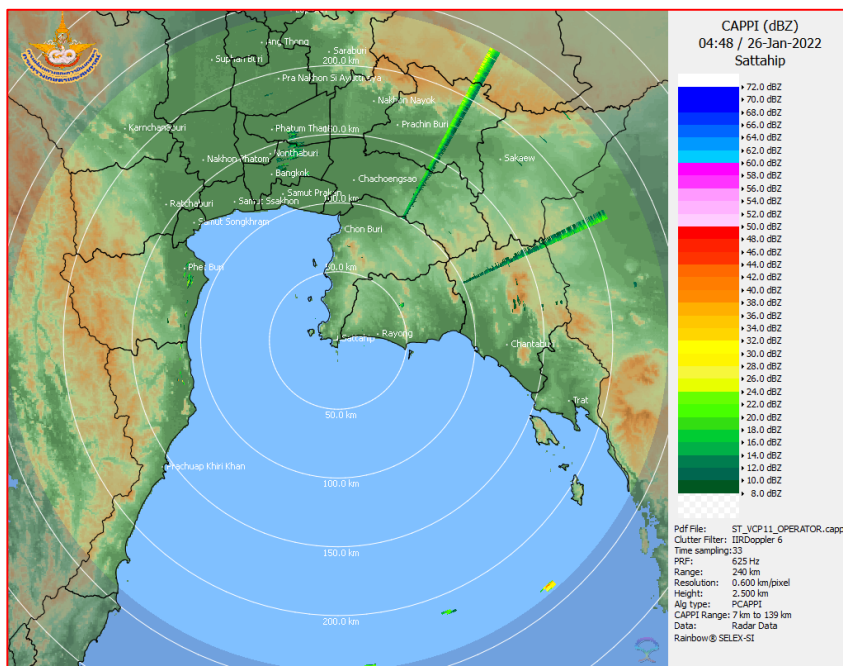 CAPPI (dBZ)
04:48 / 26-Jan-2022
Sattahip
72.0 dBZ
70.0 dBZ
68.0 dBZ
66.0 dBZ
64.0 dBZ
62.0 dBZ
60.0 dBZ
58.0 dBZ
56.0 dBZ
54.0 dBZ
52.0 dBZ
50.0 dBZ
48.0 dBZ
46.0 dBZ
44.0 dBZ
42.0 dBZ
40.0 dBZ
38.0 dBZ
36.0 dBZ
34.0 dBZ
32.0 dBZ
30.0 dBZ
28.0 dBZ
26.0 dBZ
24.0 dBZ
22.0 dBZ
20.0 dBZ
18.0 dBZ
16.0 dBZ
14.0 dBZ
12.0 dBZ
10.0 dBZ
8.0 dBZ
Pdf File: ST_VCP11_OPERATOR.capp
Clutter Filter: IIRDoppler 6
Time sampling:33
PRF: 625 Hz
Range: 240 km
Resolution: 0.600 km/pixel
Height: 2.500 km
Alg type: PCAPPI
CAPPI Range: 7 km to 139 km
Data: Radar Data
Rainbow® SELEX-SI
Ang Thong
Saraburi
Suphan Buri
200.0 km
Pra Nakhon Si Ayutthaya
Nakhon Nayok
Karnchanaburi
Phatum Thani
Prachin Buri
Nonthaburi
Nakhon Phatom
Sakaew
Bangkok
Chachoengsao
Samut Prakan
100.0 km
Ratchaburi
Samut Ssakhon
Samut Songkhram
Chon Buri
Phet Buri
50.0 km
Rayong
Sattahip
Chantaburi
Trat
50.0 km
Prachuap Khiri Khan
100.0 km
150.0 km
200.0 km